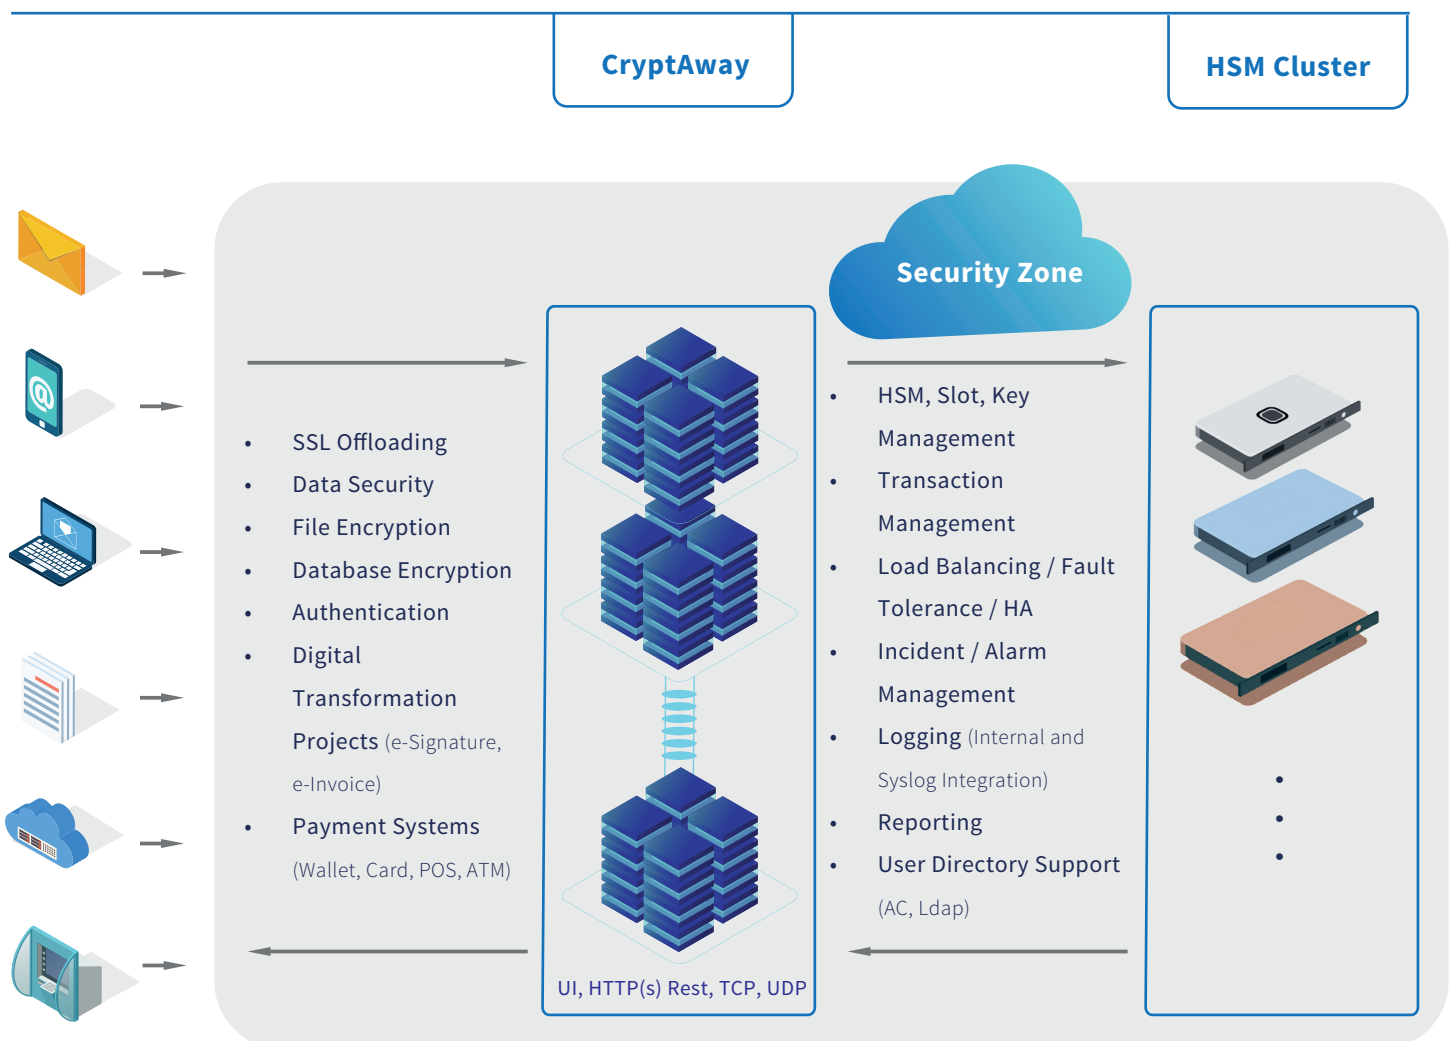 CryptAway
HSM Cluster
Security Zone
• SSL Offloading
• Data Security
• File Encryption
• Database Encryption
• Authentication
• Digital
Transformation
Projects (e-Signature,
e-Invoice)
• Payment Systems
(Wallet, Card, POS, ATM)
UI, HTTP(s) Rest, TCP, UDP
• HSM, Slot, Key
Management
• Transaction
Management
• Load Balancing / Fault
Tolerance / HA
• Incident / Alarm
Management
• Logging (Internal and
Syslog Integration)
• Reporting
• User Directory Support
(AC, Ldap)
@